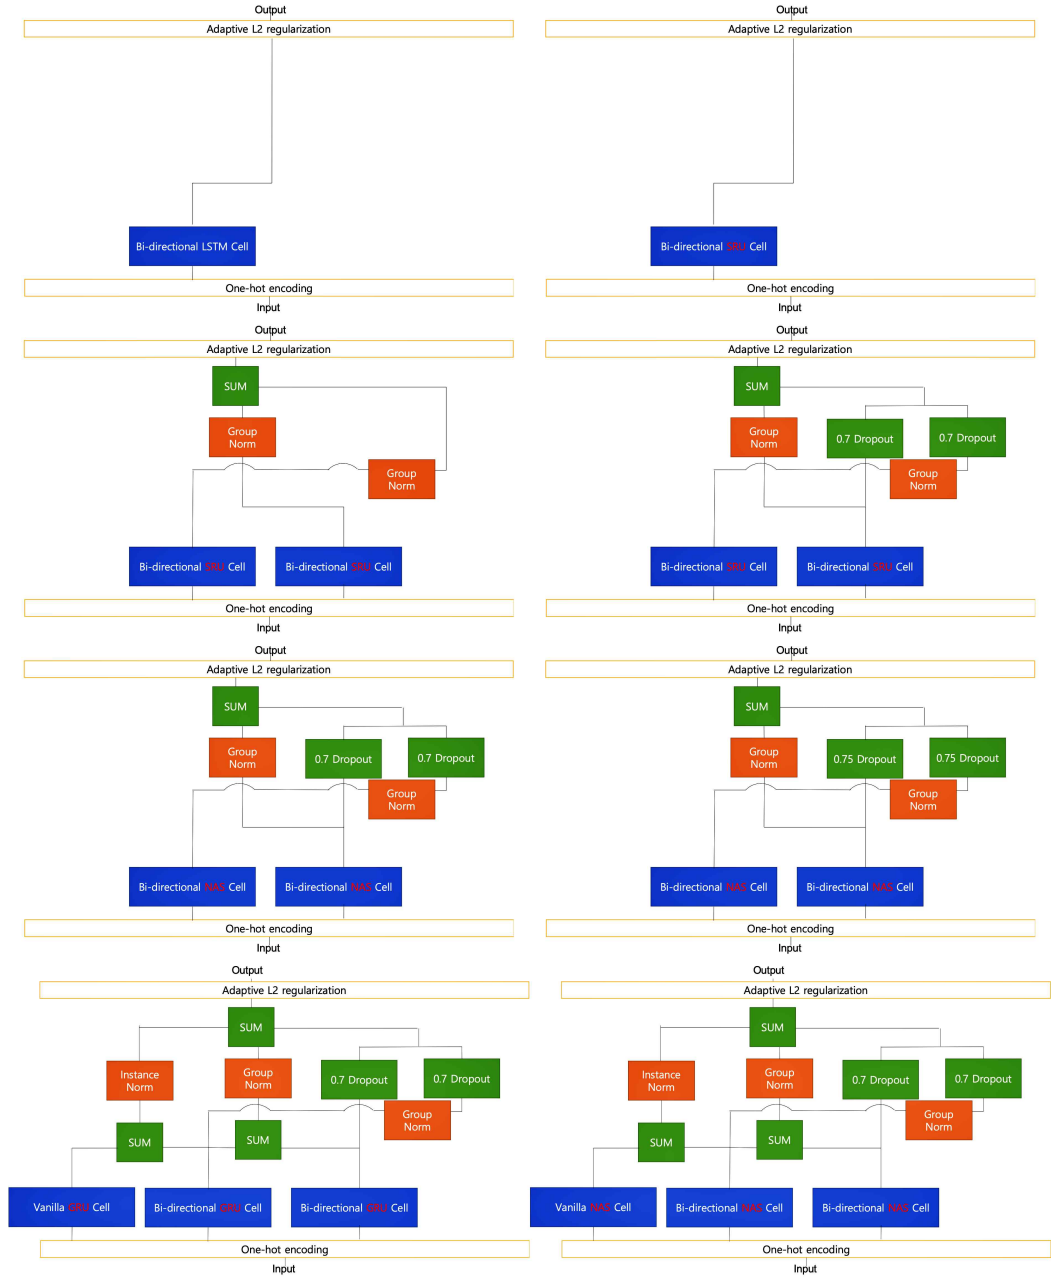 Output
Adaptive L2 regularization
Bi-directional LSTM Cell
One-hot encoding
Input
Output
Adaptive L2 regularization
Bi-directional SRU Cell
One-hot encoding
Input
Output
Adaptive L2 regularization
SUM
Group
Norm
Group
Norm
Bi-directional SRU Cell
Bi-directional SRU Cell
One-hot encoding
Input
Output
Adaptive L2 regularization
SUM
Group
Norm
0.7 Dropout
0.7 Dropout
Group
Norm
Bi-directional SRU Cell
Bi-directional SRU Cell
One-hot encoding
Input
Output
Adaptive L2 regularization
SUM
Group
Norm
0.7 Dropout
0.7 Dropout
Group
Norm
Bi-directional NAS Cell
Bi-directional NAS Cell
One-hot encoding
Input
Output
Adaptive L2 regularization
SUM
Group
Norm
0.75 Dropout
0.75 Dropout
Group
Norm
Bi-directional NAS Cell
Bi-directional NAS Cell
One-hot encoding
Input
Output
Adaptive L2 regularization
SUM
Instance
Norm
Group
Norm
0.7 Dropout
0.7 Dropout
Group
Norm
SUM
SUM
Vanilla GRU Cell
Bi-directional GRU Cell
Bi-directional GRU Cell
One-hot encoding
Input
Output
Adaptive L2 regularization
SUM
Instance
Norm
Group
Norm
0.7 Dropout
0.7 Dropout
Group
Norm
SUM
SUM
Vanilla NAS Cell
Bi-directional NAS Cell
Bi-directional NAS Cell
One-hot encoding
Input